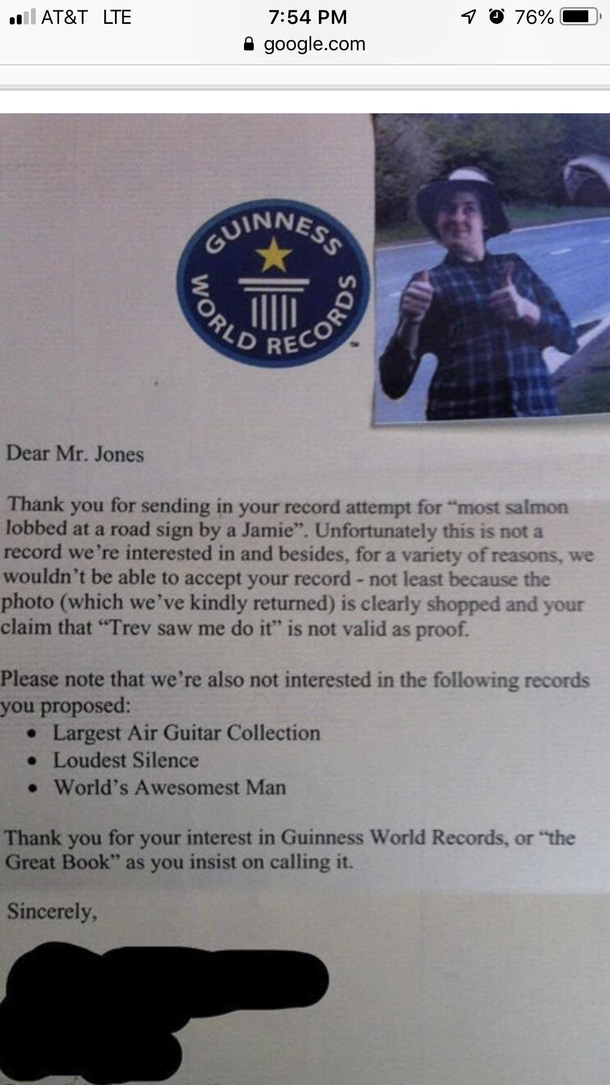 AT&T LTE 7:54 PM 76%
google.com
GUINNESS
WORLD RECORDS
™
Dear Mr. Jones
Thank you for sending in your record attempt for “most salmon
lobbed at a road sign by a Jamie”. Unfortunately this is not a
record we’re interested in and besides, for a variety of reasons, we
wouldn’t be able to accept your record - not least because the
photo (which we’ve kindly returned) is clearly shopped and your
claim that “Trev saw me do it” is not valid as proof.
Please note that we’re also not interested in the following records
you proposed:
• Largest Air Guitar Collection
• Loudest Silence
• World’s Awesomest Man
Thank you for your interest in Guinness World Records, or “the
Great Book” as you insist on calling it.
Sincerely,